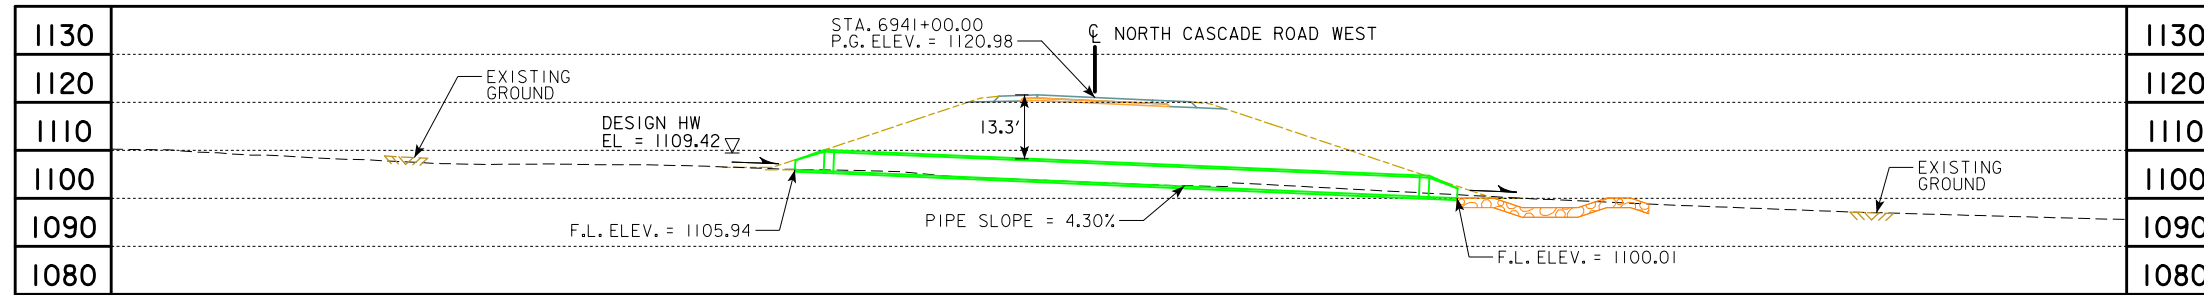 STA. 6941+00.00
P.G. ELEV. = 1120.98
℄ NORTH CASCADE ROAD WEST
1130
1130
1120
1120
EXISTING
GROUND
DESIGN HW
EL = 1109.42
13.3'
1110
1110
EXISTING
GROUND
1100
1100
F.L. ELEV. = 1105.94
PIPE SLOPE = 4.30%
1090
1090
F.L. ELEV. = 1100.01
1080
1080